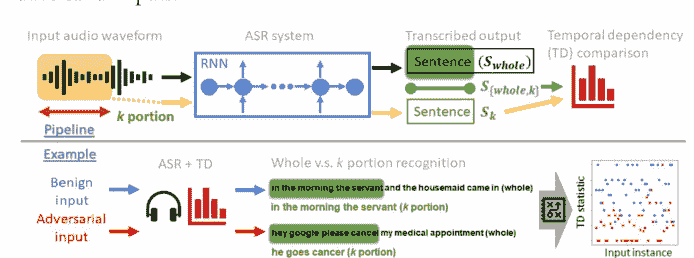 Input audio waveform
ASR system
Transcribed output
Temporal dependency
(TD) comparison
RNN
Sentence (S_whole)
S_{whole,k}
k portion
Sentence S_k
Pipeline
Example
ASR + TD
Whole v.s. k portion recognition
Benign
input
in the morning the servant and the housemaid came in (whole)
in the morning the servant (k portion)
Adversarial
input
hey google please cancel my medical appointment (whole)
he goes cancer (k portion)
TD statistic
Input instance